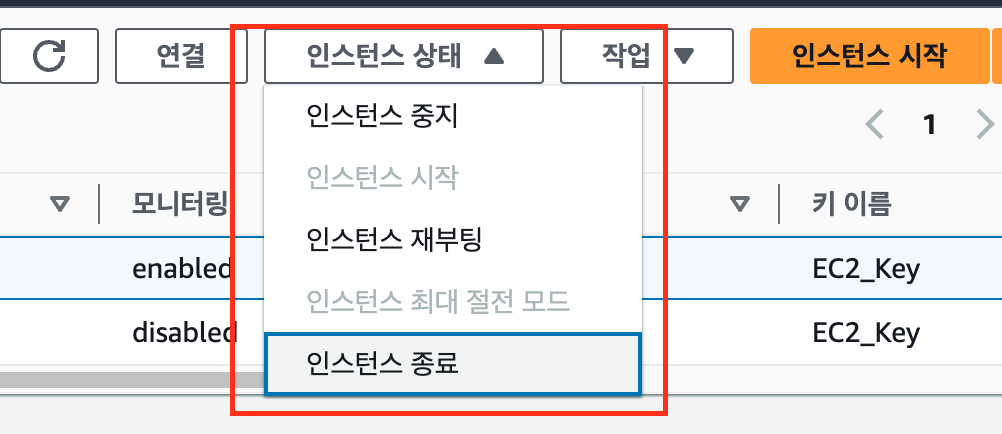 연결 인스턴스 상태 작업 인스턴스 시작
인스턴스 중지
1
인스턴스 시작
모니터링 키 이름
인스턴스 재부팅
enabled EC2_Key
인스턴스 최대 절전 모드
disabled EC2_Key
인스턴스 종료